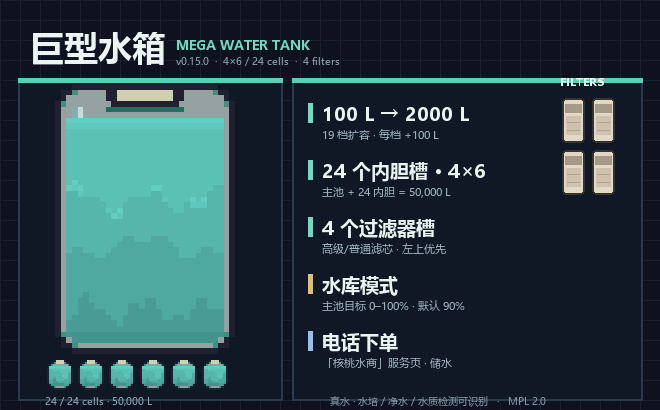 巨型水箱 MEGA WATER TANK
v0.15.0 · 4×6 / 24 cells · 4 filters
FILTERS
100 L → 2000 L
19 档扩容 · 每档 +100 L
24 个内胆槽 · 4×6
主池 + 24 内胆 = 50,000 L
4 个过滤器槽
高级/普通滤芯 · 左上优先
水库模式
主池目标 0–100% · 默认 90%
电话下单
「核桃水商」服务页 · 储水
24 / 24 cells · 50,000 L
真水 · 水培 / 净水 / 水质检测可识别 · MPL 2.0